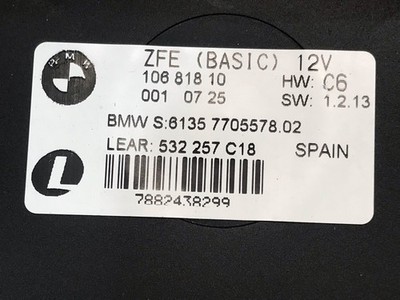 BMW
ZFE (BASIC) 12V
106 818 10 HW: C6
001 07 25 SW: 1.2.13
BMW S:6135 7705578.02
LEAR: 532 257 C18 SPAIN
L
7882438299